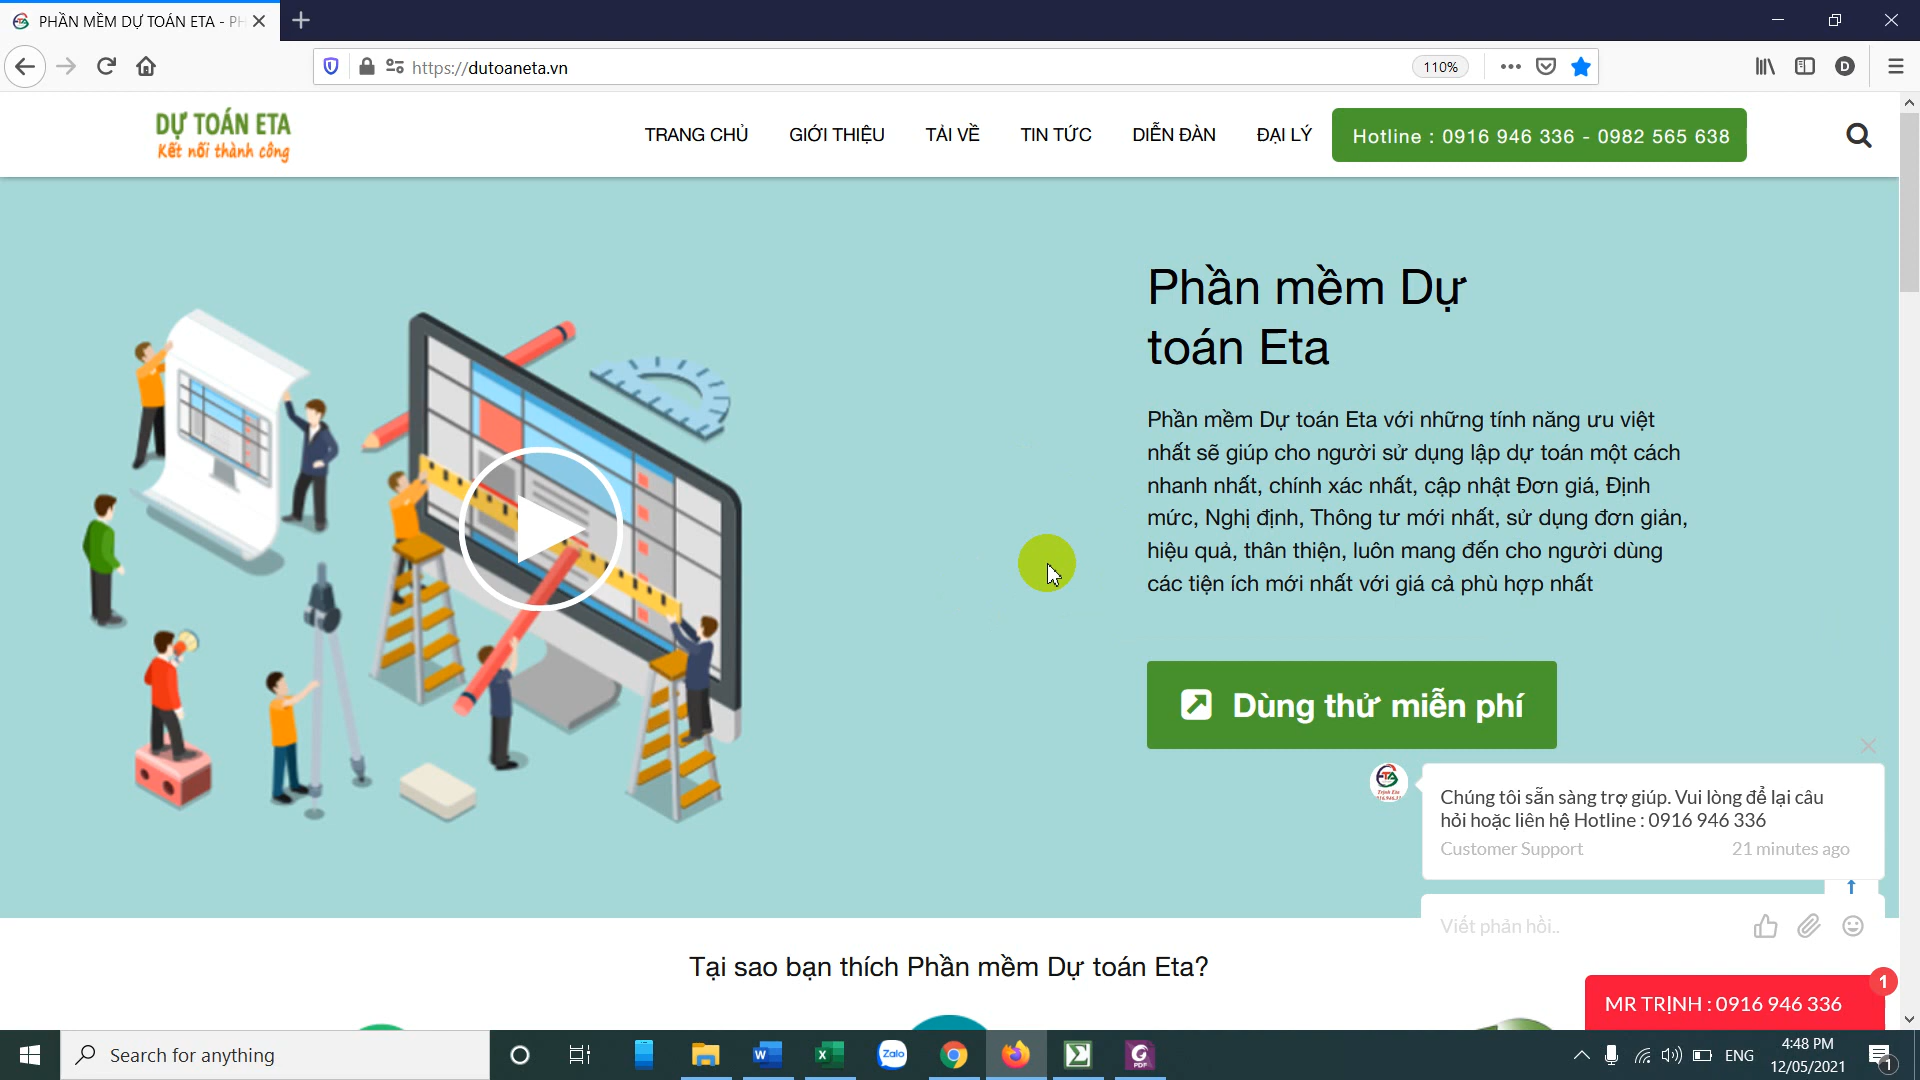 PHẦN MỀM DỰ TOÁN ETA - PH
https://dutoaneta.vn
110%
D
DỰ TOÁN ETA
Kết nối thành công
TRANG CHỦ
GIỚI THIỆU
TẢI VỀ
TIN TỨC
DIỄN ĐÀN
ĐẠI LÝ
Hotline : 0916 946 336 - 0982 565 638
Phần mềm Dự
toán Eta
Phần mềm Dự toán Eta với những tính năng ưu việt
nhất sẽ giúp cho người sử dụng lập dự toán một cách
nhanh nhất, chính xác nhất, cập nhật Đơn giá, Định
mức, Nghị định, Thông tư mới nhất, sử dụng đơn giản,
hiệu quả, thân thiện, luôn mang đến cho người dùng
các tiện ích mới nhất với giá cả phù hợp nhất
Dùng thử miễn phí
ETA
Chúng tôi sẵn sàng trợ giúp. Vui lòng để lại câu
hỏi hoặc liên hệ Hotline : 0916 946 336
Customer Support
21 minutes ago
Viết phản hồi..
Tại sao bạn thích Phần mềm Dự toán Eta?
1
MR TRỊNH : 0916 946 336
Search for anything
W
X
Zalo
PDF
ENG
4:48 PM
12/05/2021
1